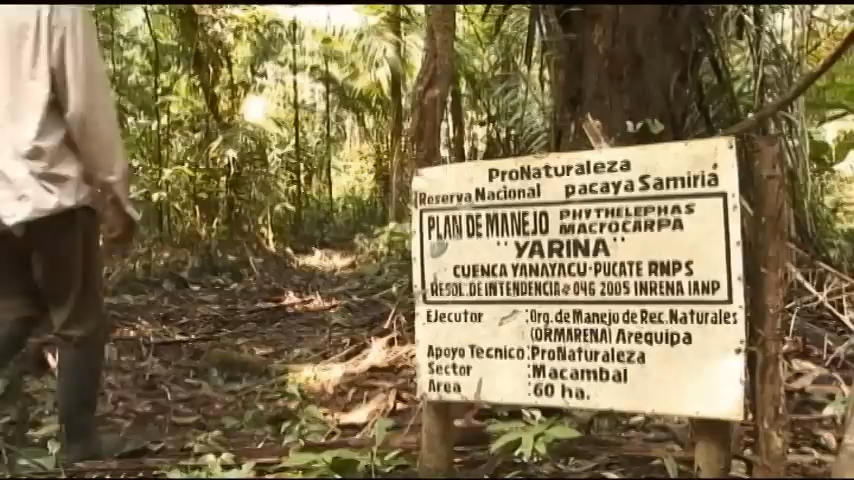 ProNaturaleza
Reserva Nacional pacaya Samiria
PLAN DE MANEJO PHYTHELEPHAS MACROCARPA
"YARINA"
CUENCA YANAYACU-PUCATE RNPS
RESOL. DE INTENDENCIA # 046 2005 INRENA IANP
Ejecutor :Org. de Manejo de Rec. Naturales
(ORMARENA) Arequipa
Apoyo Tecnico :ProNaturaleza
Sector :Macambal
Area :60 ha.